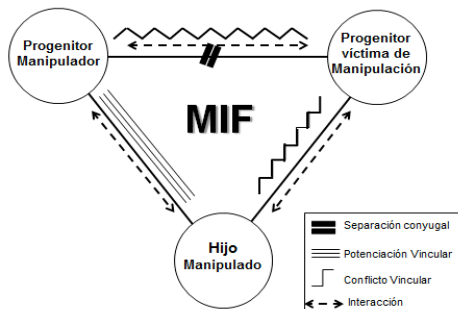 Progenitor
Manipulador
Progenitor
víctima de
Manipulación
MIF
Hijo
Manipulado
Separación conyugal
Potenciación Vincular
Conflicto Vincular
Interacción